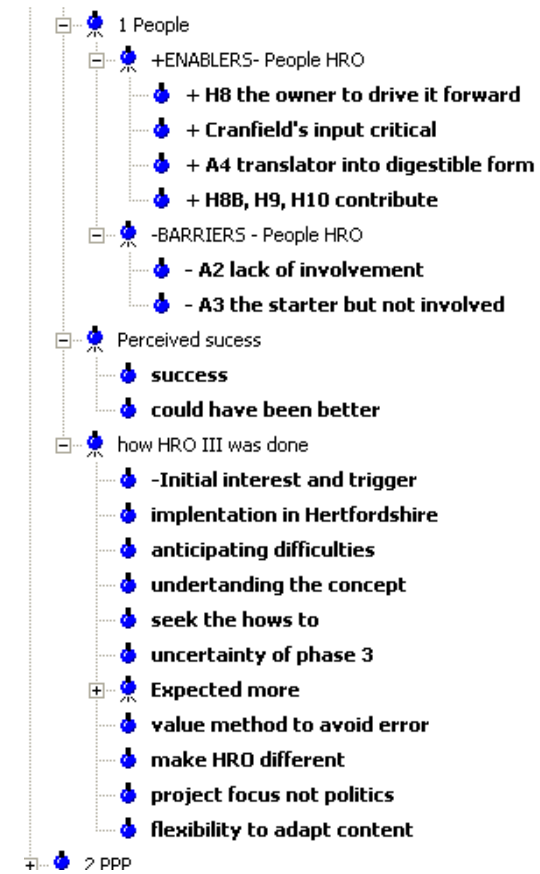 1 People
+ENABLERS- People HRO
+ H8 the owner to drive it forward
+ Cranfield's input critical
+ A4 translator into digestible form
+ H8B, H9, H10 contribute
-BARRIERS - People HRO
- A2 lack of involvement
- A3 the starter but not involved
Perceived sucess
success
could have been better
how HRO III was done
-Initial interest and trigger
implentation in Hertfordshire
anticipating difficulties
undertanding the concept
seek the hows to
uncertainty of phase 3
Expected more
value method to avoid error
make HRO different
project focus not politics
flexibility to adapt content
2 PPP